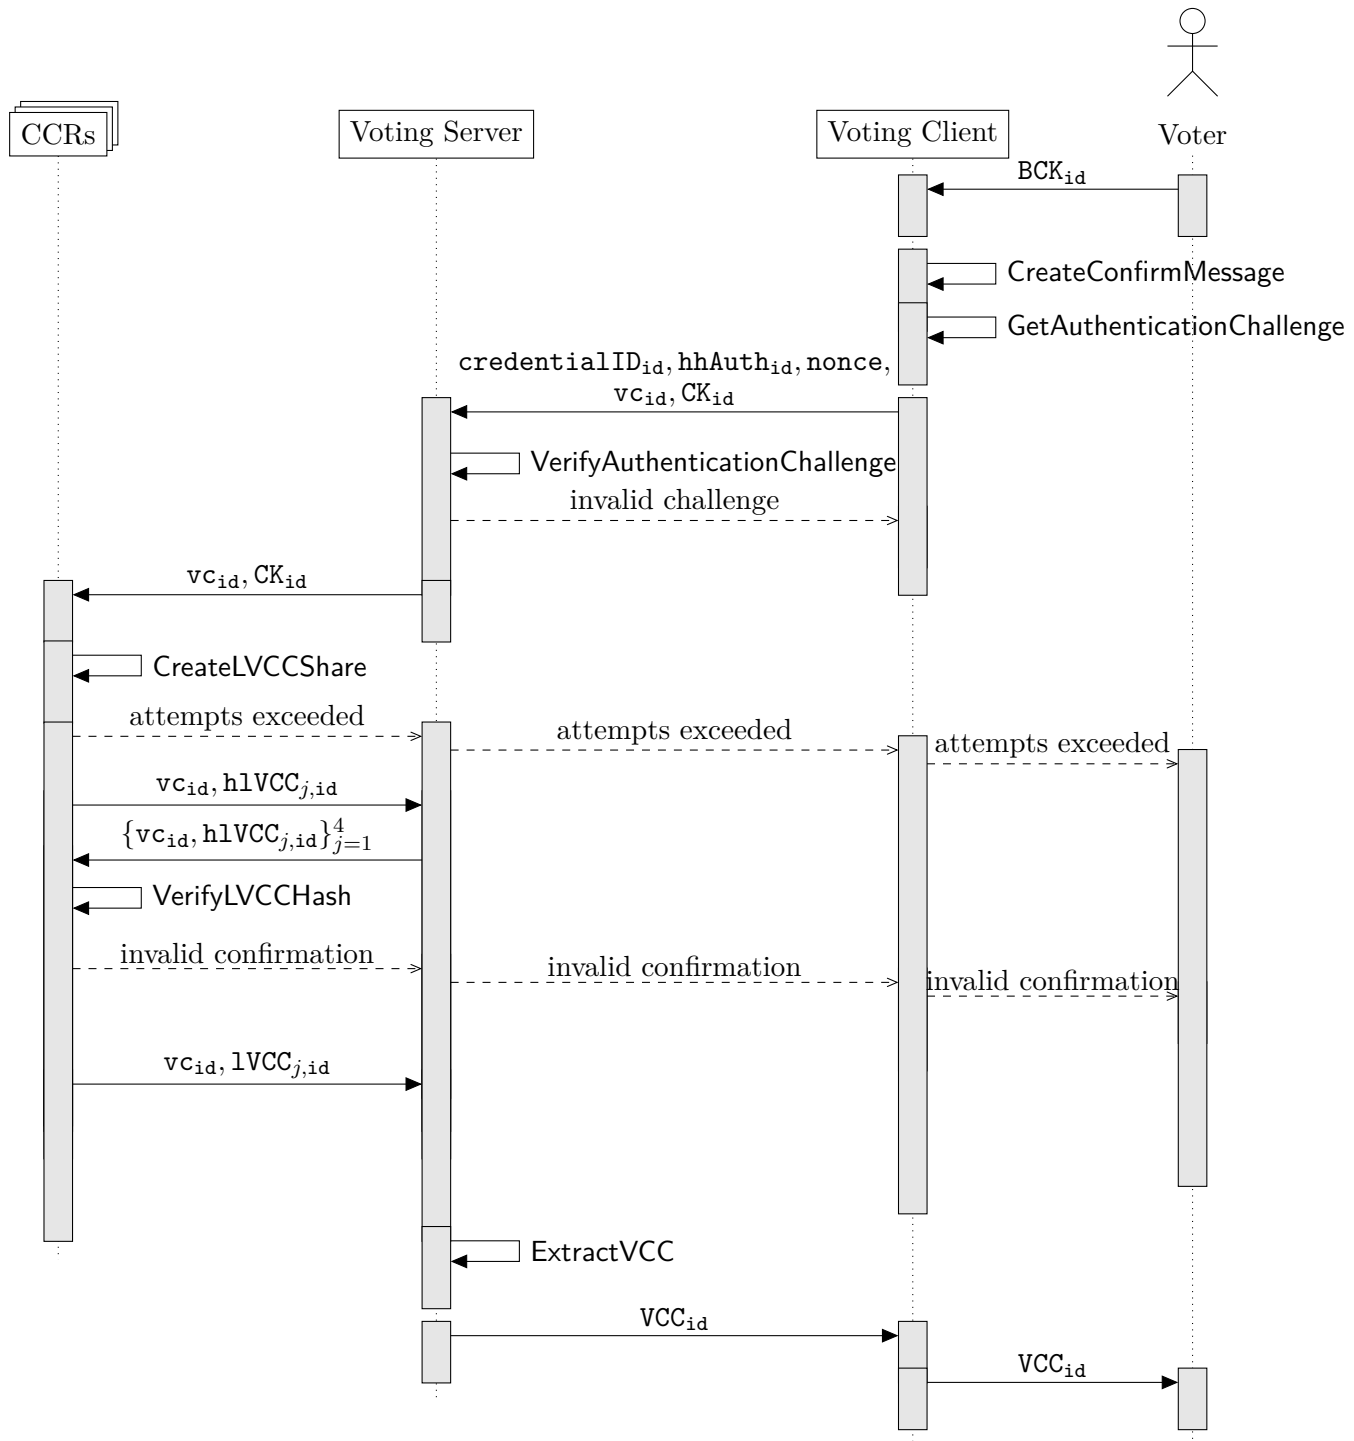 CCRs
Voting Server
Voting Client
Voter
BCK_id
CreateConfirmMessage
GetAuthenticationChallenge
credentialID_id, hhAuth_id, nonce,
vc_id, CK_id
VerifyAuthenticationChallenge
invalid challenge
vc_id, CK_id
CreateLVCCShare
attempts exceeded
attempts exceeded
attempts exceeded
vc_id, hlVCC_j,id
{vc_id, hlVCC_j,id}^4_j=1
VerifyLVCCHash
invalid confirmation
invalid confirmation
invalid confirmation
vc_id, lVCC_j,id
ExtractVCC
VCC_id
VCC_id